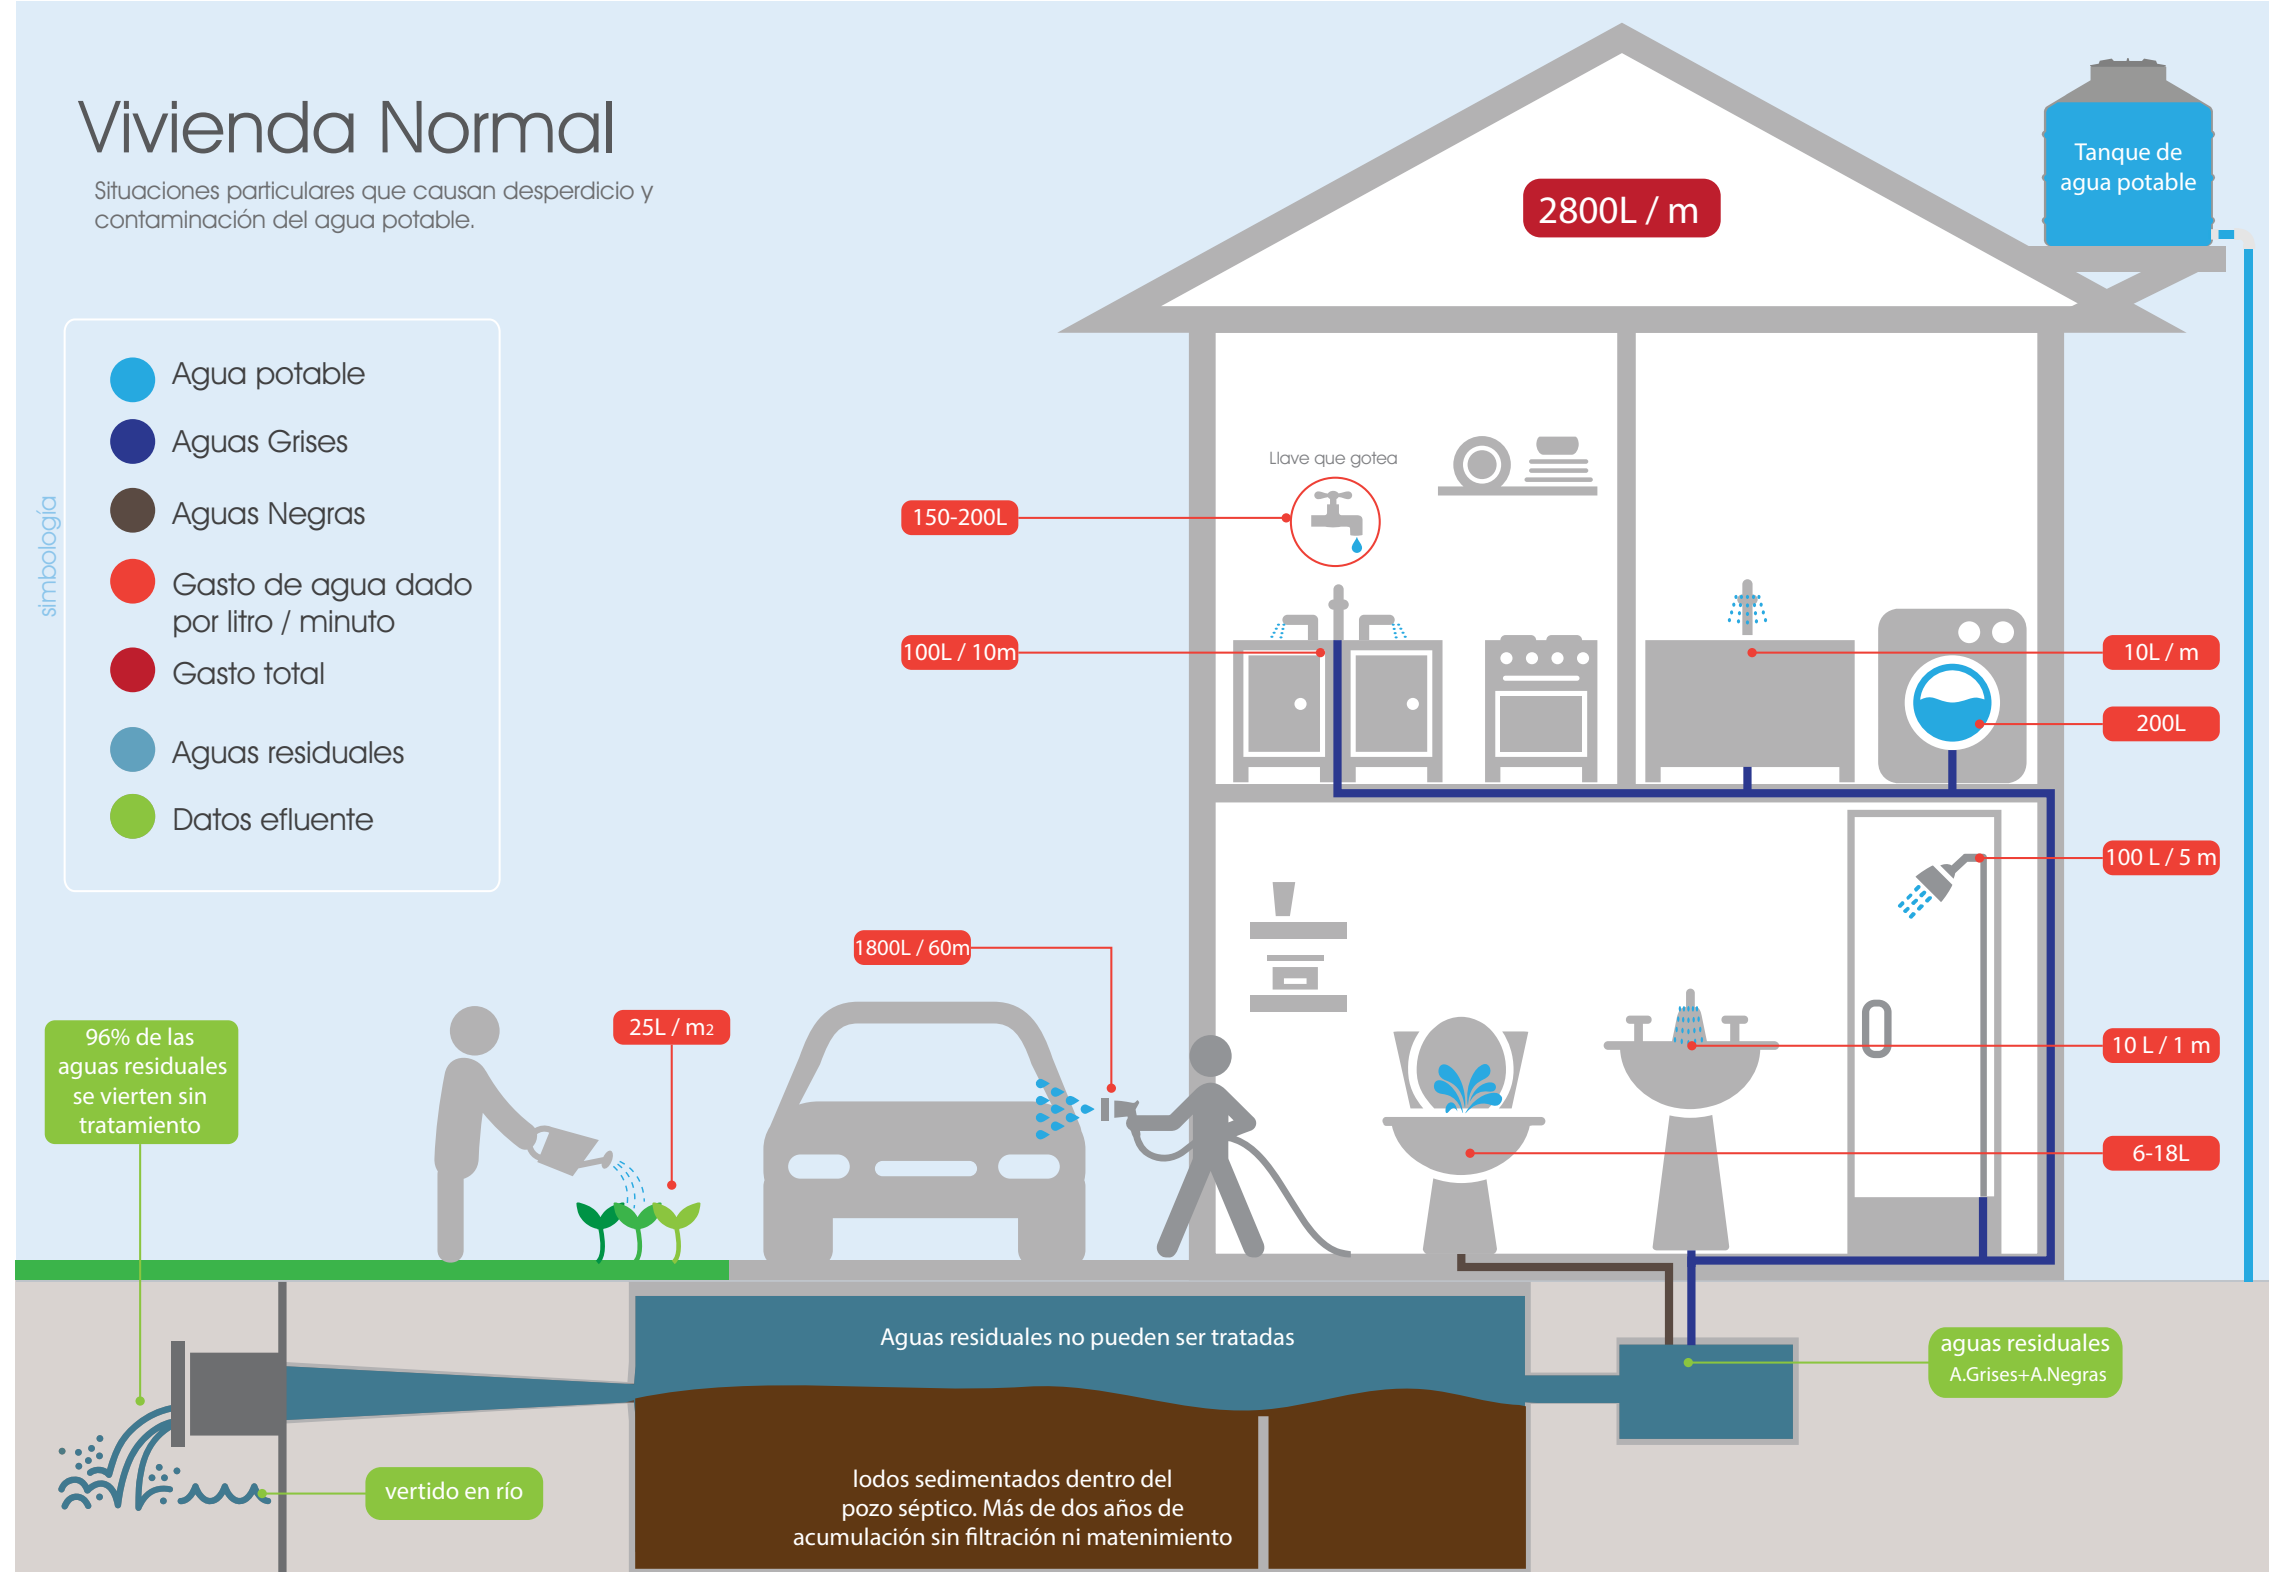 Vivienda Normal
Situaciones particulares que causan desperdicio y
contaminación del agua potable.
simbología
Agua potable
Aguas Grises
Aguas Negras
Gasto de agua dado
por litro / minuto
Gasto total
Aguas residuales
Datos efluente
2800L / m
Tanque de
agua potable
Llave que gotea
150-200L
100L / 10m
10L / m
200L
100 L / 5 m
1800L / 60m
25L / m2
10 L / 1 m
6-18L
96% de las
aguas residuales
se vierten sin
tratamiento
Aguas residuales no pueden ser tratadas
aguas residuales
A.Grises+A.Negras
lodos sedimentados dentro del
pozo séptico. Más de dos años de
acumulación sin filtración ni matenimiento
vertido en río